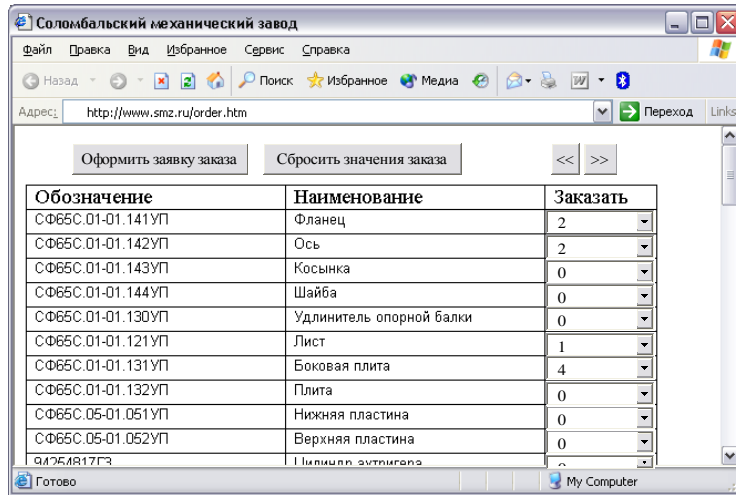 Соломбальский механический завод
Файл Правка Вид Избранное Сервис Справка
Назад Поиск Избранное Медиа
Адрес: http://www.smz.ru/order.htm Переход Links
Оформить заявку заказа Сбросить значения заказа << >>
Обозначение Наименование Заказать
СФ65С.01-01.141УП Фланец 2
СФ65С.01-01.142УП Ось 2
СФ65С.01-01.143УП Косынка 0
СФ65С.01-01.144УП Шайба 0
СФ65С.01-01.130УП Удлинитель опорной балки 0
СФ65С.01-01.121УП Лист 1
СФ65С.01-01.131УП Боковая плита 4
СФ65С.01-01.132УП Плита 0
СФ65С.05-01.051УП Нижняя пластина 0
СФ65С.05-01.052УП Верхняя пластина 0
94254817ГЗ Цилиндр аутригера 0
Готово My Computer